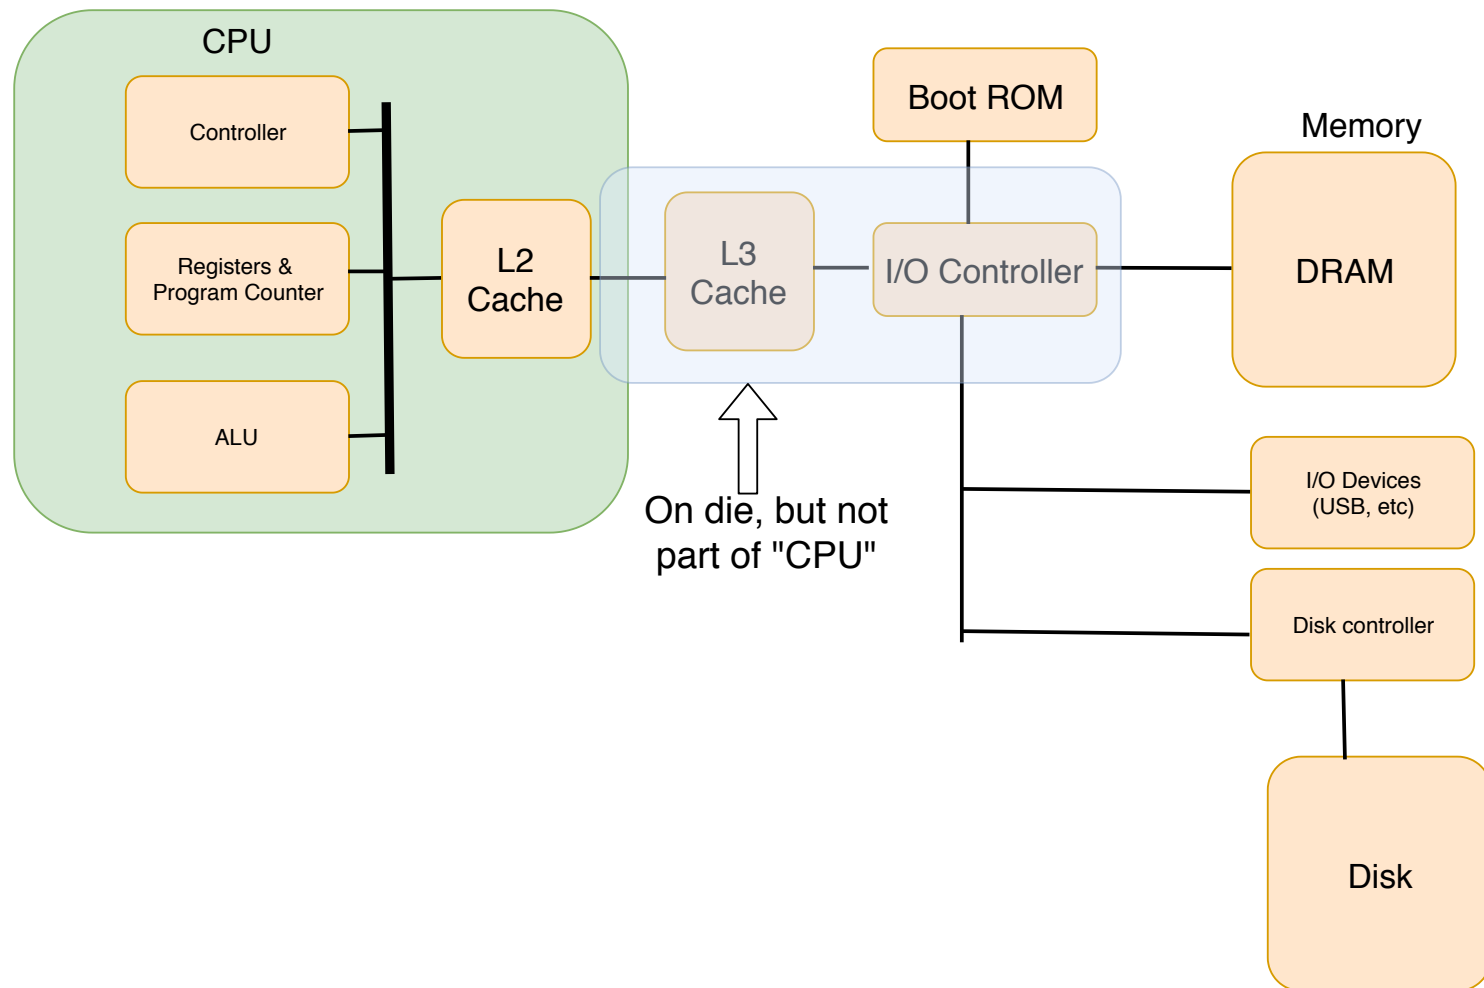 CPU
Controller
Registers &
Program Counter
ALU
L2
Cache
L3
Cache
On die, but not
part of "CPU"
Boot ROM
I/O Controller
Memory
DRAM
I/O Devices
(USB, etc)
Disk controller
Disk